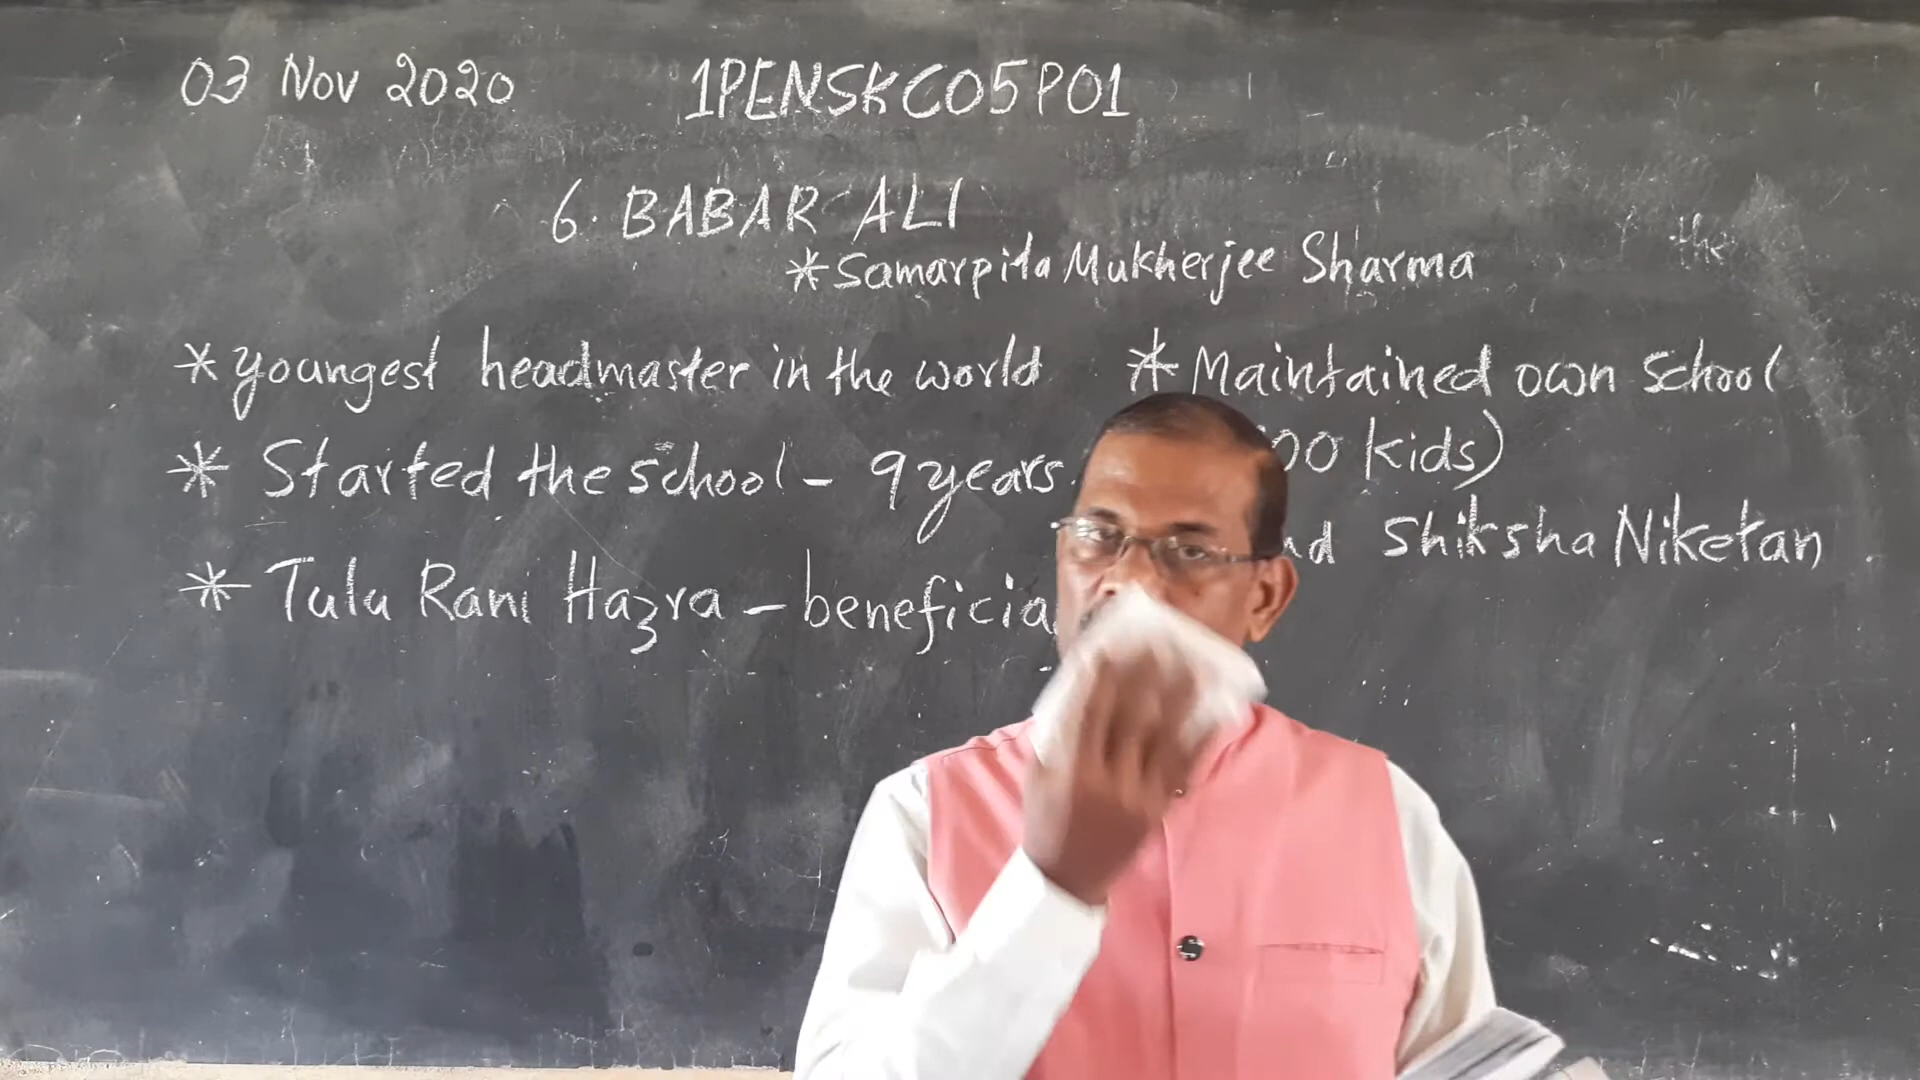 03 Nov 2020 1PENSKC05P01
6. BABAR ALI
* Samarpita Mukherjee Sharma
the
* youngest headmaster in the world
* Started the school - 9 years.
* Tulu Rani Hazra -
* Maintained own school
kids)
Shiksha Niketan.